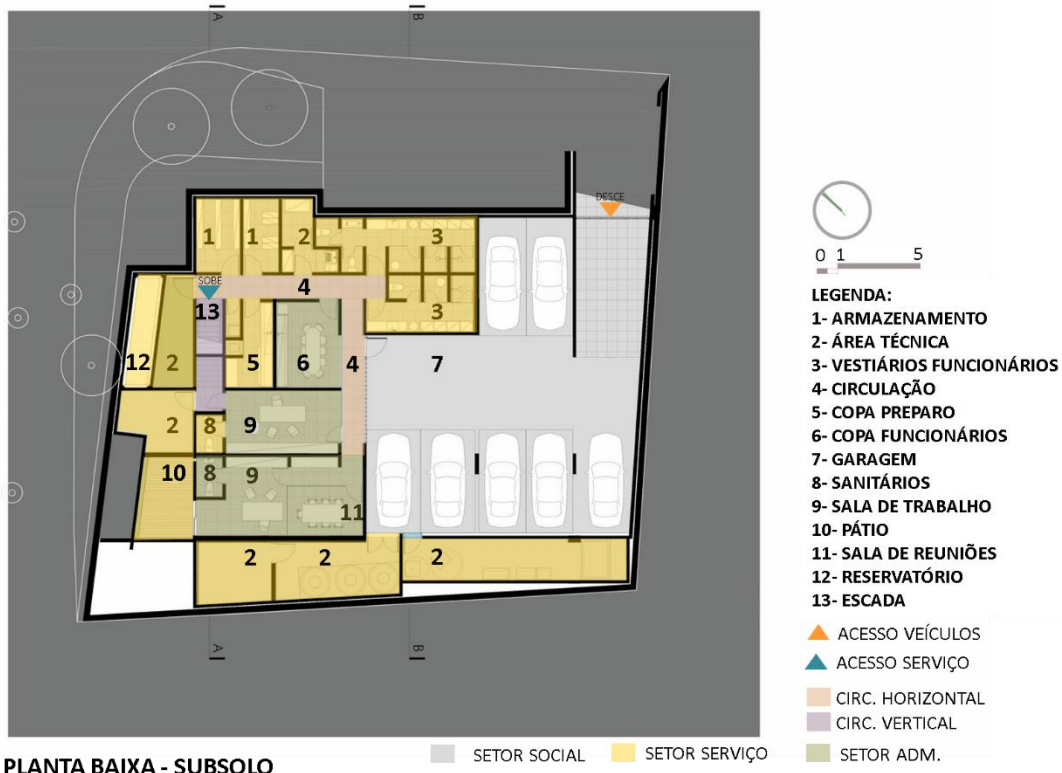 A
B
DESCE
1
1
2
3
SOBE
4
3
13
12
2
5
6
4
7
2
8
9
10
8
9
11
2
2
2
A
B
0 1 5
LEGENDA:
1- ARMAZENAMENTO
2- ÁREA TÉCNICA
3- VESTIÁRIOS FUNCIONÁRIOS
4- CIRCULAÇÃO
5- COPA PREPARO
6- COPA FUNCIONÁRIOS
7- GARAGEM
8- SANITÁRIOS
9- SALA DE TRABALHO
10- PÁTIO
11- SALA DE REUNIÕES
12- RESERVATÓRIO
13- ESCADA
ACESSO VEÍCULOS
ACESSO SERVIÇO
CIRC. HORIZONTAL
CIRC. VERTICAL
SETOR SOCIAL
SETOR SERVIÇO
SETOR ADM.
PLANTA BAIXA - SUBSOLO